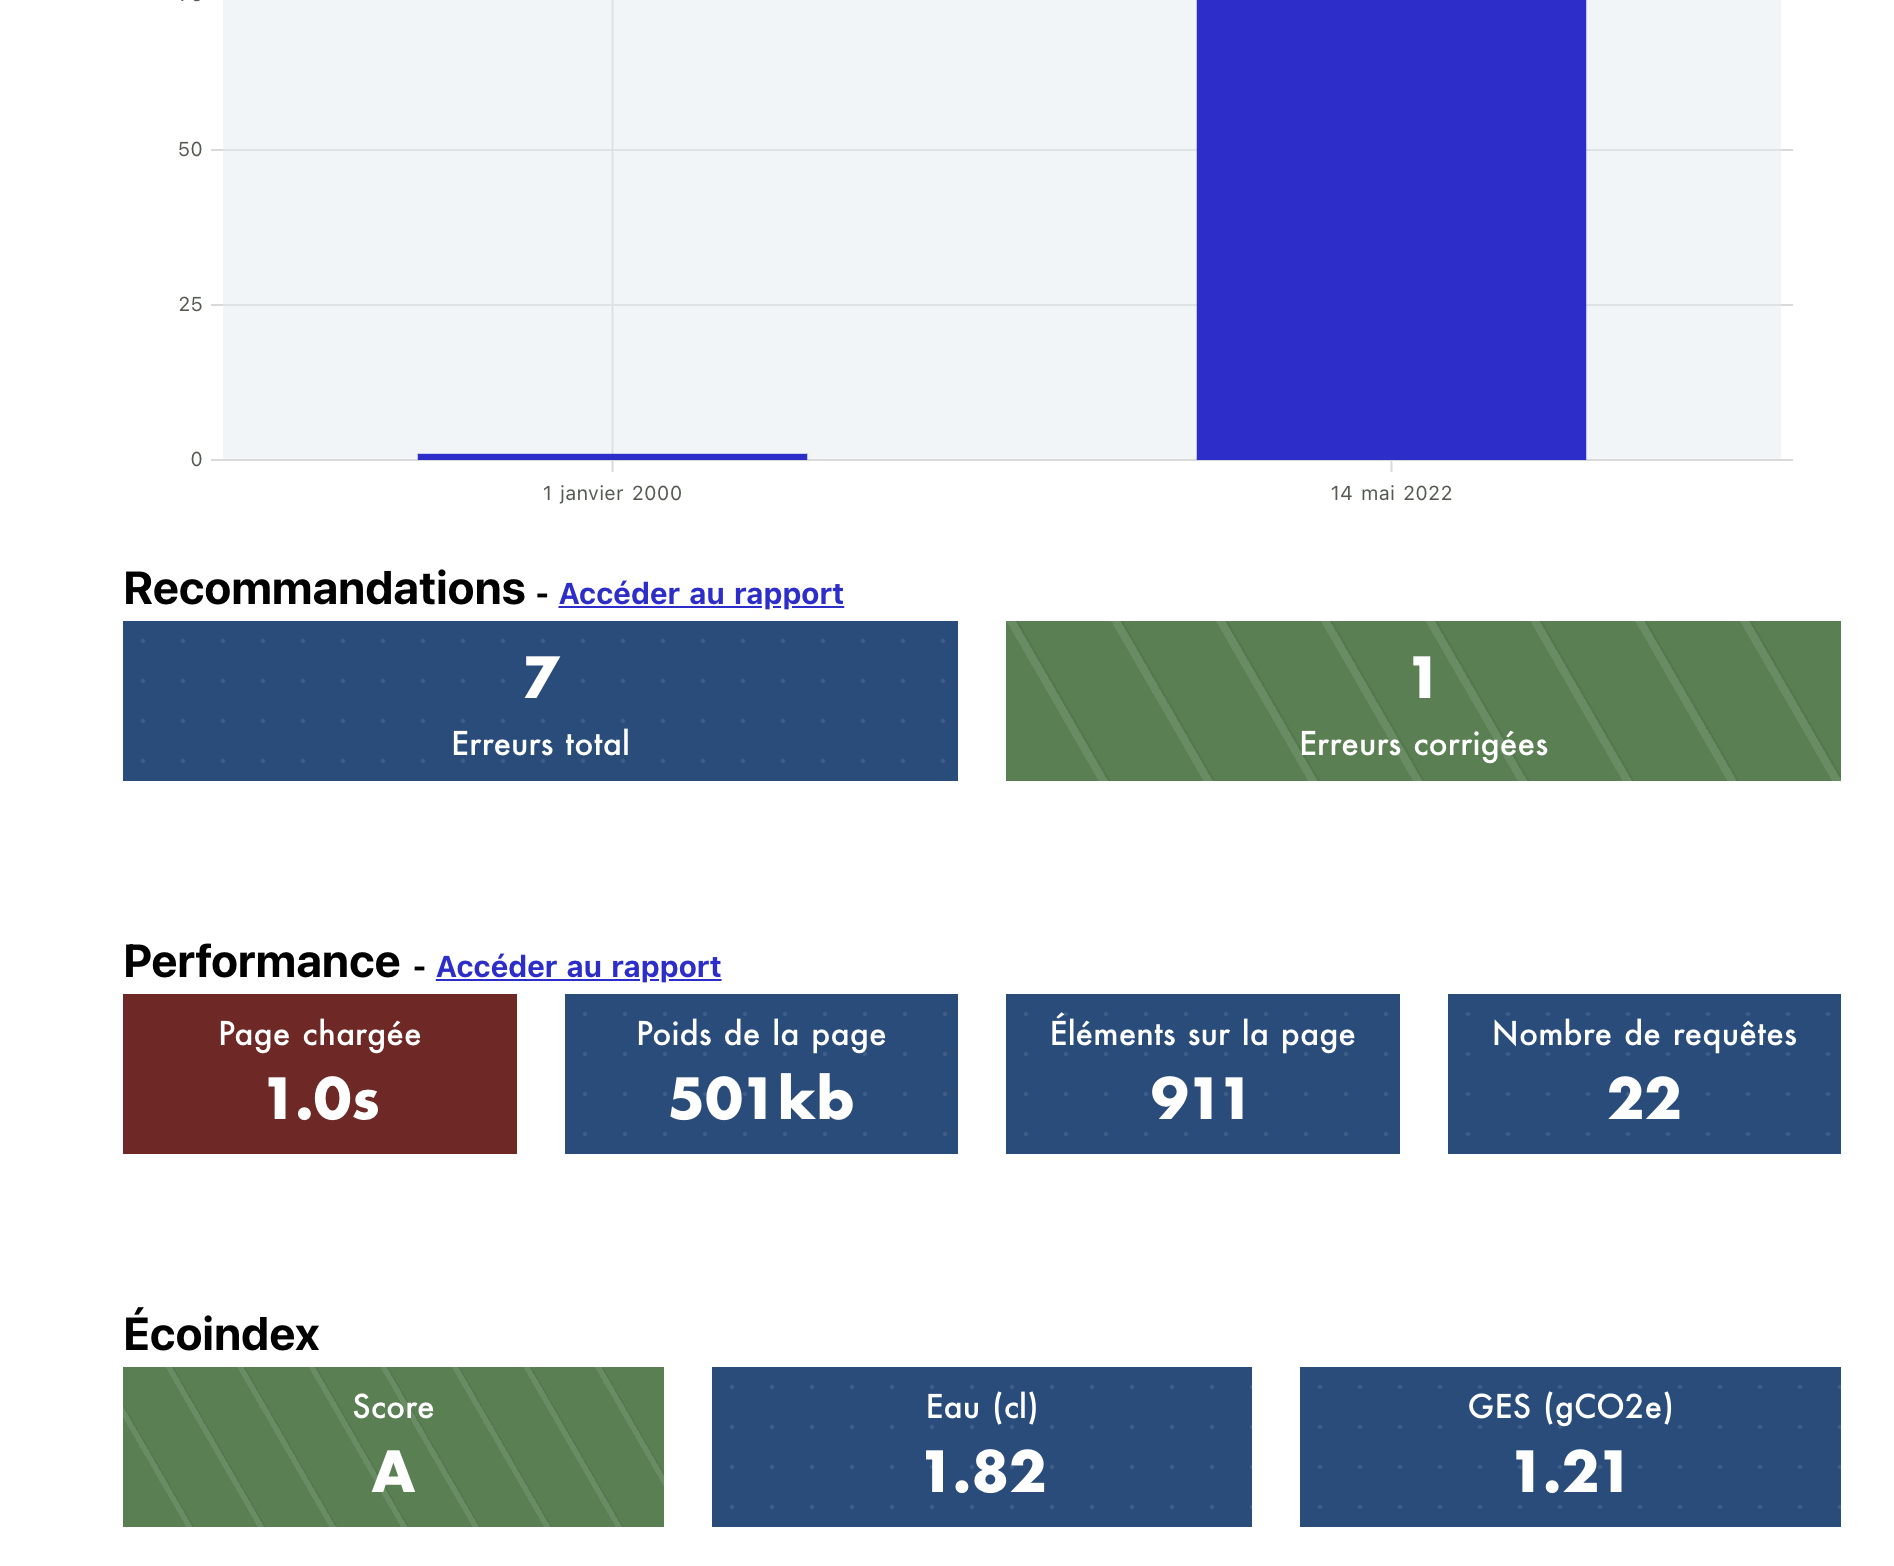 50
25
0
1 janvier 2000
14 mai 2022
Recommandations - Accéder au rapport
7
Erreurs total
1
Erreurs corrigées
Performance - Accéder au rapport
Page chargée
1.0s
Poids de la page
501kb
Éléments sur la page
911
Nombre de requêtes
22
Écoindex
Score
A
Eau (cl)
1.82
GES (gCO2e)
1.21